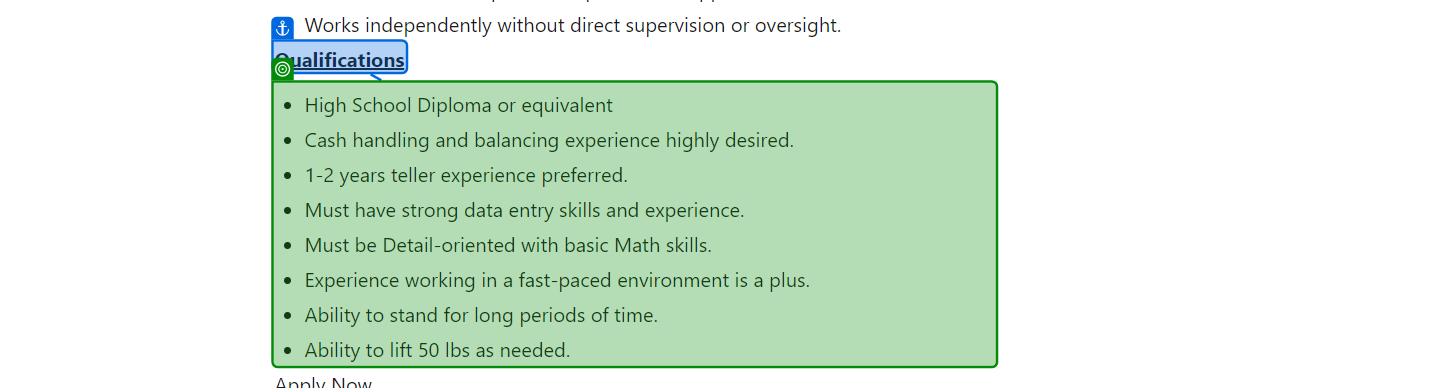 Works independently without direct supervision or oversight.
Qualifications
High School Diploma or equivalent
Cash handling and balancing experience highly desired.
1-2 years teller experience preferred.
Must have strong data entry skills and experience.
Must be Detail-oriented with basic Math skills.
Experience working in a fast-paced environment is a plus.
Ability to stand for long periods of time.
Ability to lift 50 lbs as needed.
Apply Now